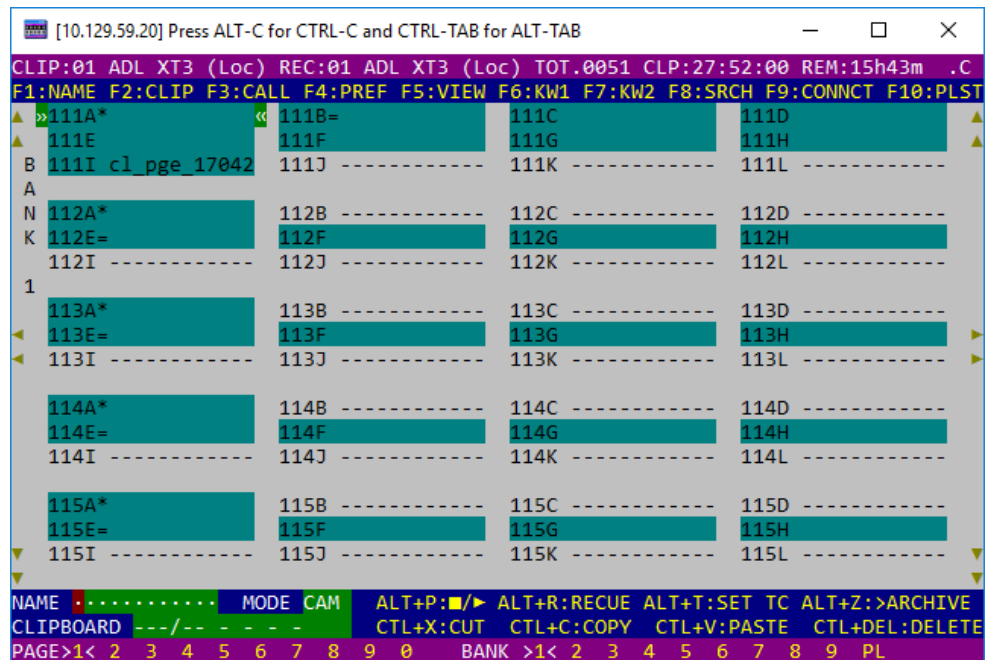 [10.129.59.20] Press ALT-C for CTRL-C and CTRL-TAB for ALT-TAB
CLIP:01 ADL XT3 (Loc) REC:01 ADL XT3 (Loc) TOT.0051 CLP:27:52:00 REM:15h43m .C
F1:NAME F2:CLIP F3:CALL F4:PREF F5:VIEW F6:KW1 F7:KW2 F8:SRCH F9:CONNCT F10:PLST
»111A* « 111B= 111C 111D
111E 111F 111G 111H
B 111I cl_pge_17042 111J ------------ 111K ------------ 111L ------------
A
N 112A* 112B ------------ 112C ------------ 112D ------------
K 112E= 112F 112G 112H
112I ------------ 112J ------------ 112K ------------ 112L ------------
1
113A* 113B ------------ 113C ------------ 113D ------------
113E= 113F 113G 113H
113I ------------ 113J ------------ 113K ------------ 113L ------------
114A* 114B ------------ 114C ------------ 114D ------------
114E= 114F 114G 114H
114I ------------ 114J ------------ 114K ------------ 114L ------------
115A* 115B ------------ 115C ------------ 115D ------------
115E= 115F 115G 115H
115I ------------ 115J ------------ 115K ------------ 115L ------------
NAME ············ MODE CAM ALT+P:■/► ALT+R:RECUE ALT+T:SET TC ALT+Z:>ARCHIVE
CLIPBOARD ---/-- - - - - CTL+X:CUT CTL+C:COPY CTL+V:PASTE CTL+DEL:DELETE
PAGE>1< 2 3 4 5 6 7 8 9 0 BANK >1< 2 3 4 5 6 7 8 9 PL